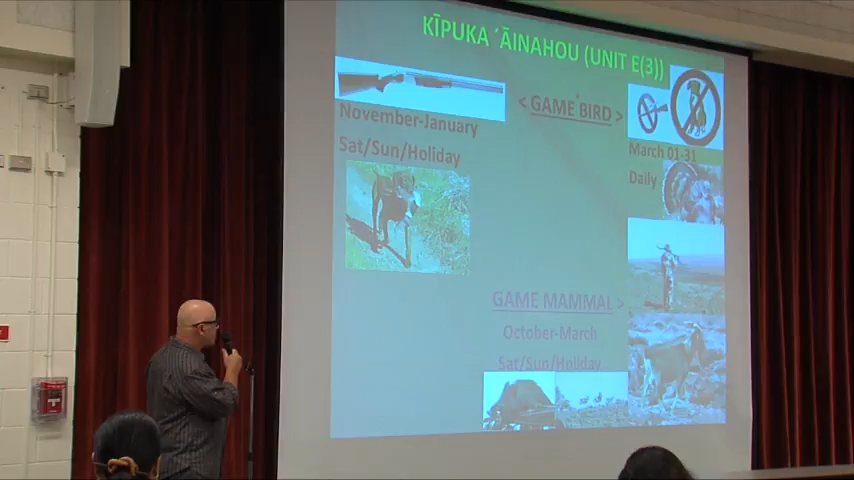 KĪPUKA ʻĀINAHOU (UNIT E(3))
< GAME BIRD >
November-January
Sat/Sun/Holiday
March 01-31
Daily
GAME MAMMAL >
October-March
Sat/Sun/Holiday